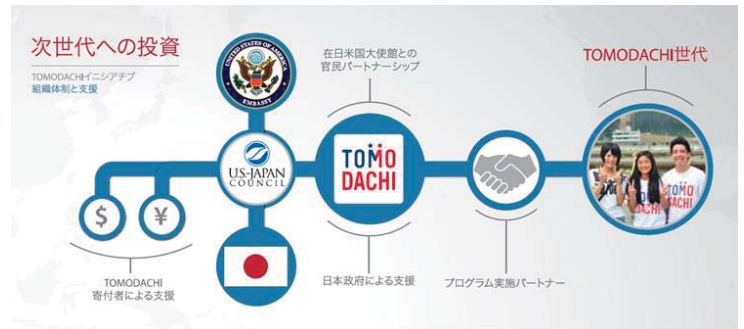 次世代への投資
TOMODACHIイニシアチブ
組織体制と支援
UNITED STATES OF AMERICA
EMBASSY
U.S.-JAPAN
COUNCIL
$
¥
TOMODACHI
寄付者による支援
在日米国大使館との
官民パートナーシップ
TOMO
DACHI
日本政府による支援
プログラム実施パートナー
TOMODACHI世代
TOMO
DACHI
TOMO
DACHI